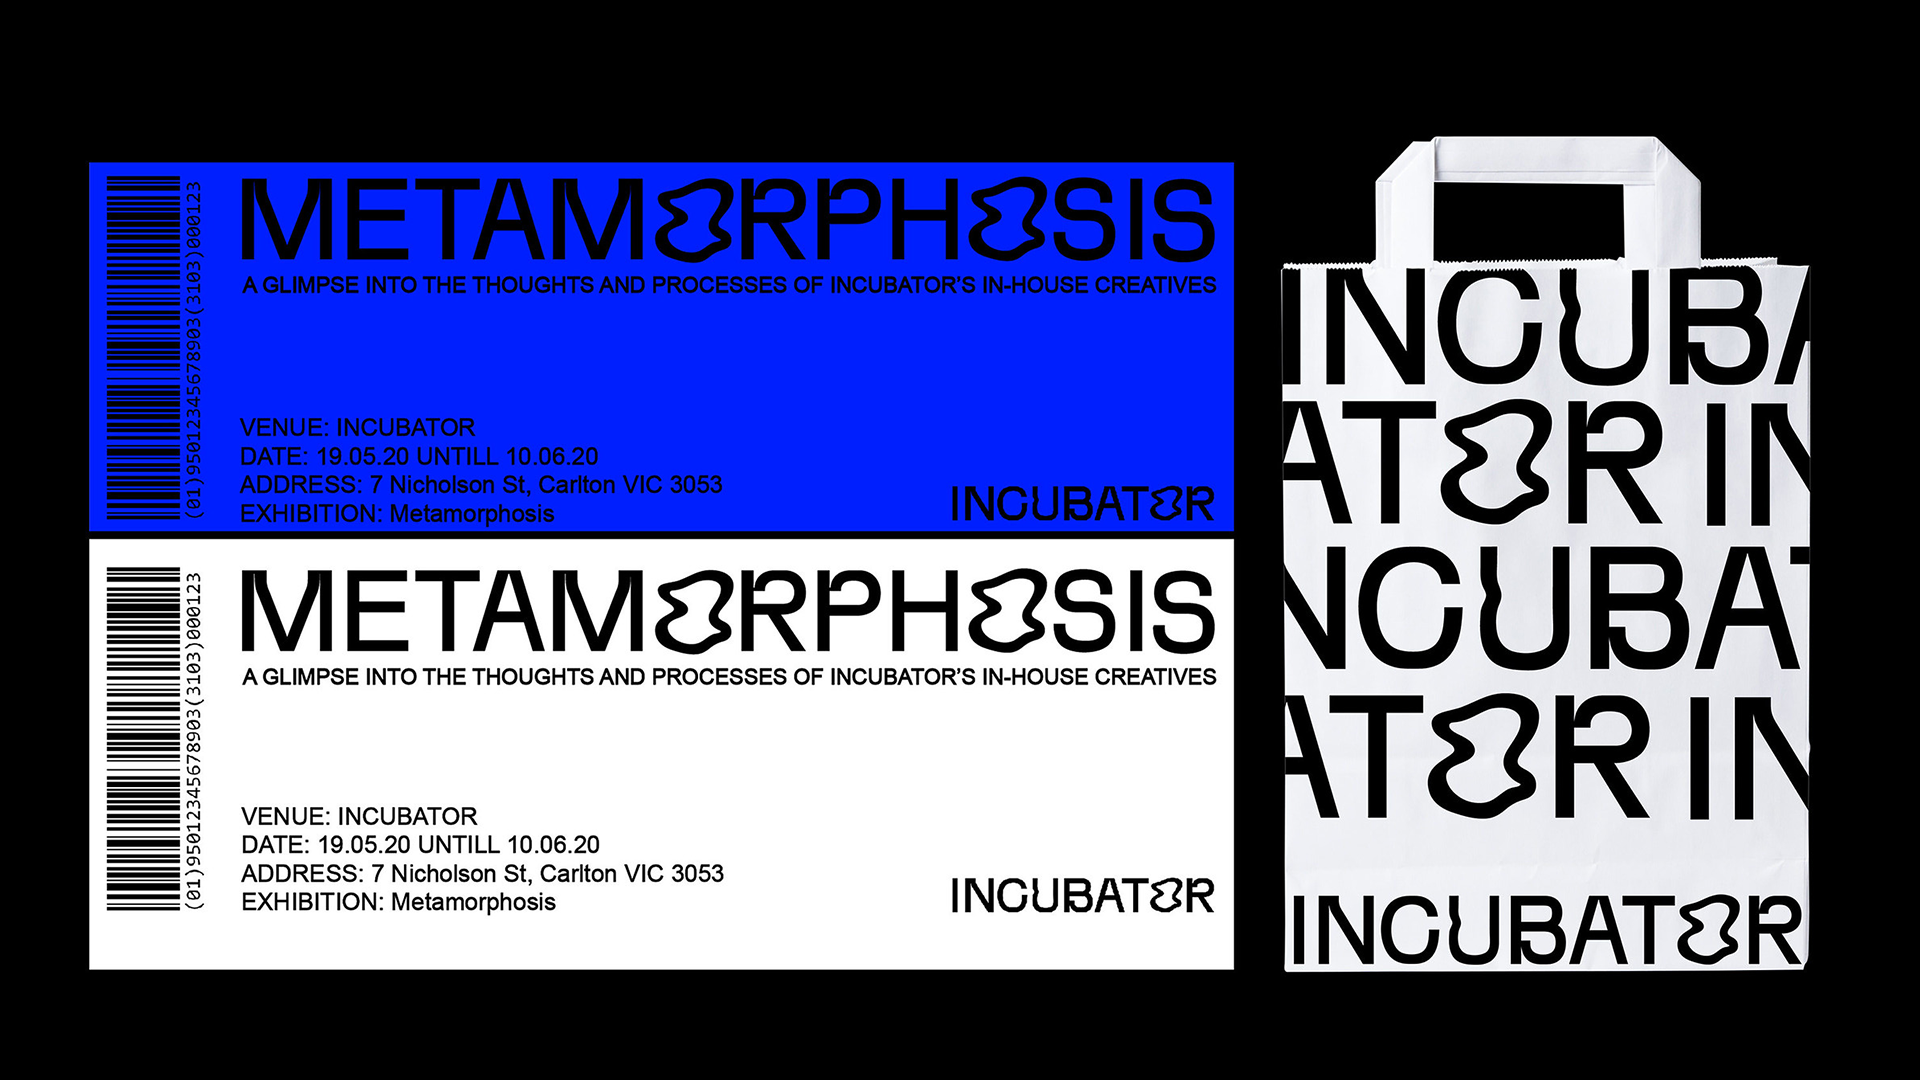 METAMORPHOSIS
A GLIMPSE INTO THE THOUGHTS AND PROCESSES OF INCUBATOR'S IN-HOUSE CREATIVES
VENUE: INCUBATOR
DATE: 19.05.20 UNTILL 10.06.20
ADDRESS: 7 Nicholson St, Carlton VIC 3053
EXHIBITION: Metamorphosis
INCUBATOR
(01)95012345678903(3103)000123
METAMORPHOSIS
A GLIMPSE INTO THE THOUGHTS AND PROCESSES OF INCUBATOR'S IN-HOUSE CREATIVES
VENUE: INCUBATOR
DATE: 19.05.20 UNTILL 10.06.20
ADDRESS: 7 Nicholson St, Carlton VIC 3053
EXHIBITION: Metamorphosis
INCUBATOR
(01)95012345678903(3103)000123
INCUBA
ATOR IN
NCUBAT
ATOR IN
INCUBATOR